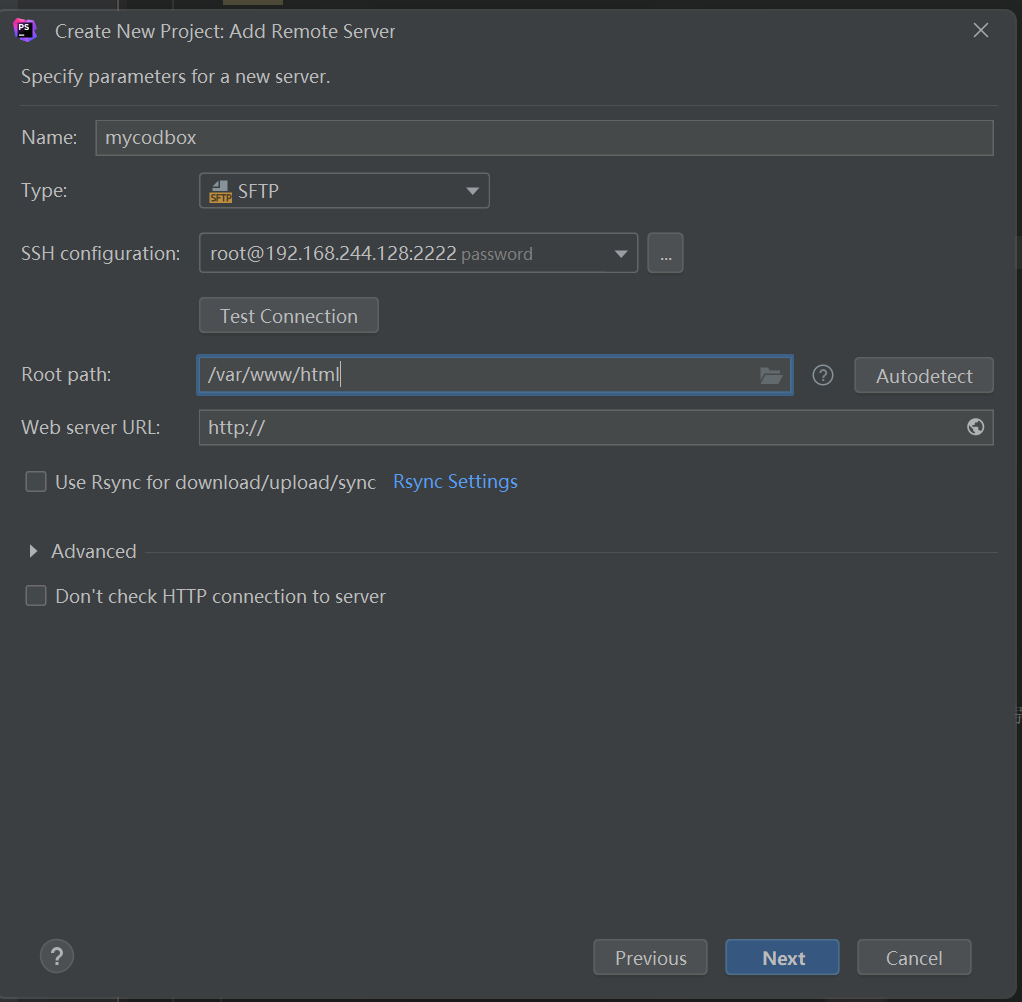 PS
Create New Project: Add Remote Server
Specify parameters for a new server.
Name: mycodbox
Type: SFTP SFTP
SSH configuration: root@192.168.244.128:2222 password ...
Test Connection
Root path: /var/www/html ? Autodetect
Web server URL: http://
Use Rsync for download/upload/sync Rsync Settings
Advanced
Don't check HTTP connection to server
? Previous Next Cancel